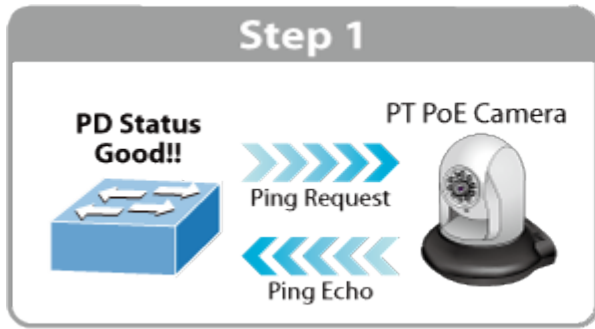 Step 1
PD Status
Good!!
PT PoE Camera
Ping Request
Ping Echo